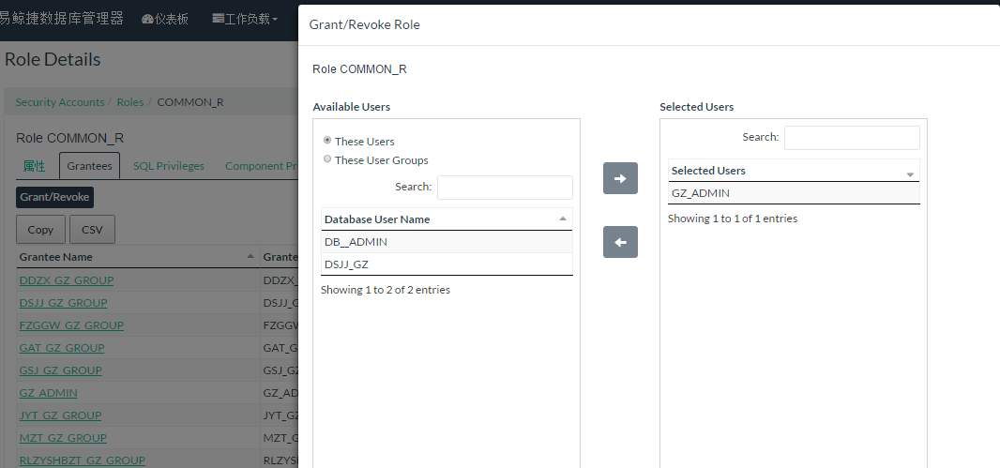 易鲸捷数据库管理器 仪表板 工作负载
Role Details
Security Accounts / Roles / COMMON_R
Role COMMON_R
属性 Grantees SQL Privileges Component Pr
Grant/Revoke
Copy CSV
Grantee Name Grante
DDZX_GZ_GROUP DDZX_
DSJJ_GZ_GROUP DSJJ_G
FZGGW_GZ_GROUP FZGGV
GAT_GZ_GROUP GAT_G
GSJ_GZ_GROUP GSJ_GZ
GZ_ADMIN GZ_AD
JYT_GZ_GROUP JYT_GZ
MZT_GZ_GROUP MZT_G
RLZYSHBZT_GZ_GROUP RLZYSH
Grant/Revoke Role
Role COMMON_R
Available Users
These Users
These User Groups
Search:
Database User Name
DB__ADMIN
DSJJ_GZ
Showing 1 to 2 of 2 entries
Selected Users
Search:
Selected Users
GZ_ADMIN
Showing 1 to 1 of 1 entries